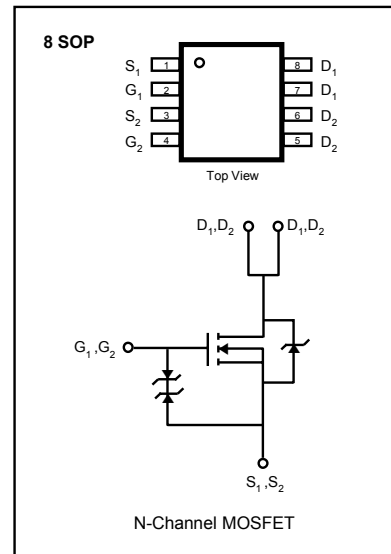 8 SOP
S1 1 8 D1
G1 2 7 D1
S2 3 6 D2
G2 4 5 D2
Top View
D1,D2 D1,D2
G1 ,G2
S1 ,S2
N-Channel MOSFET